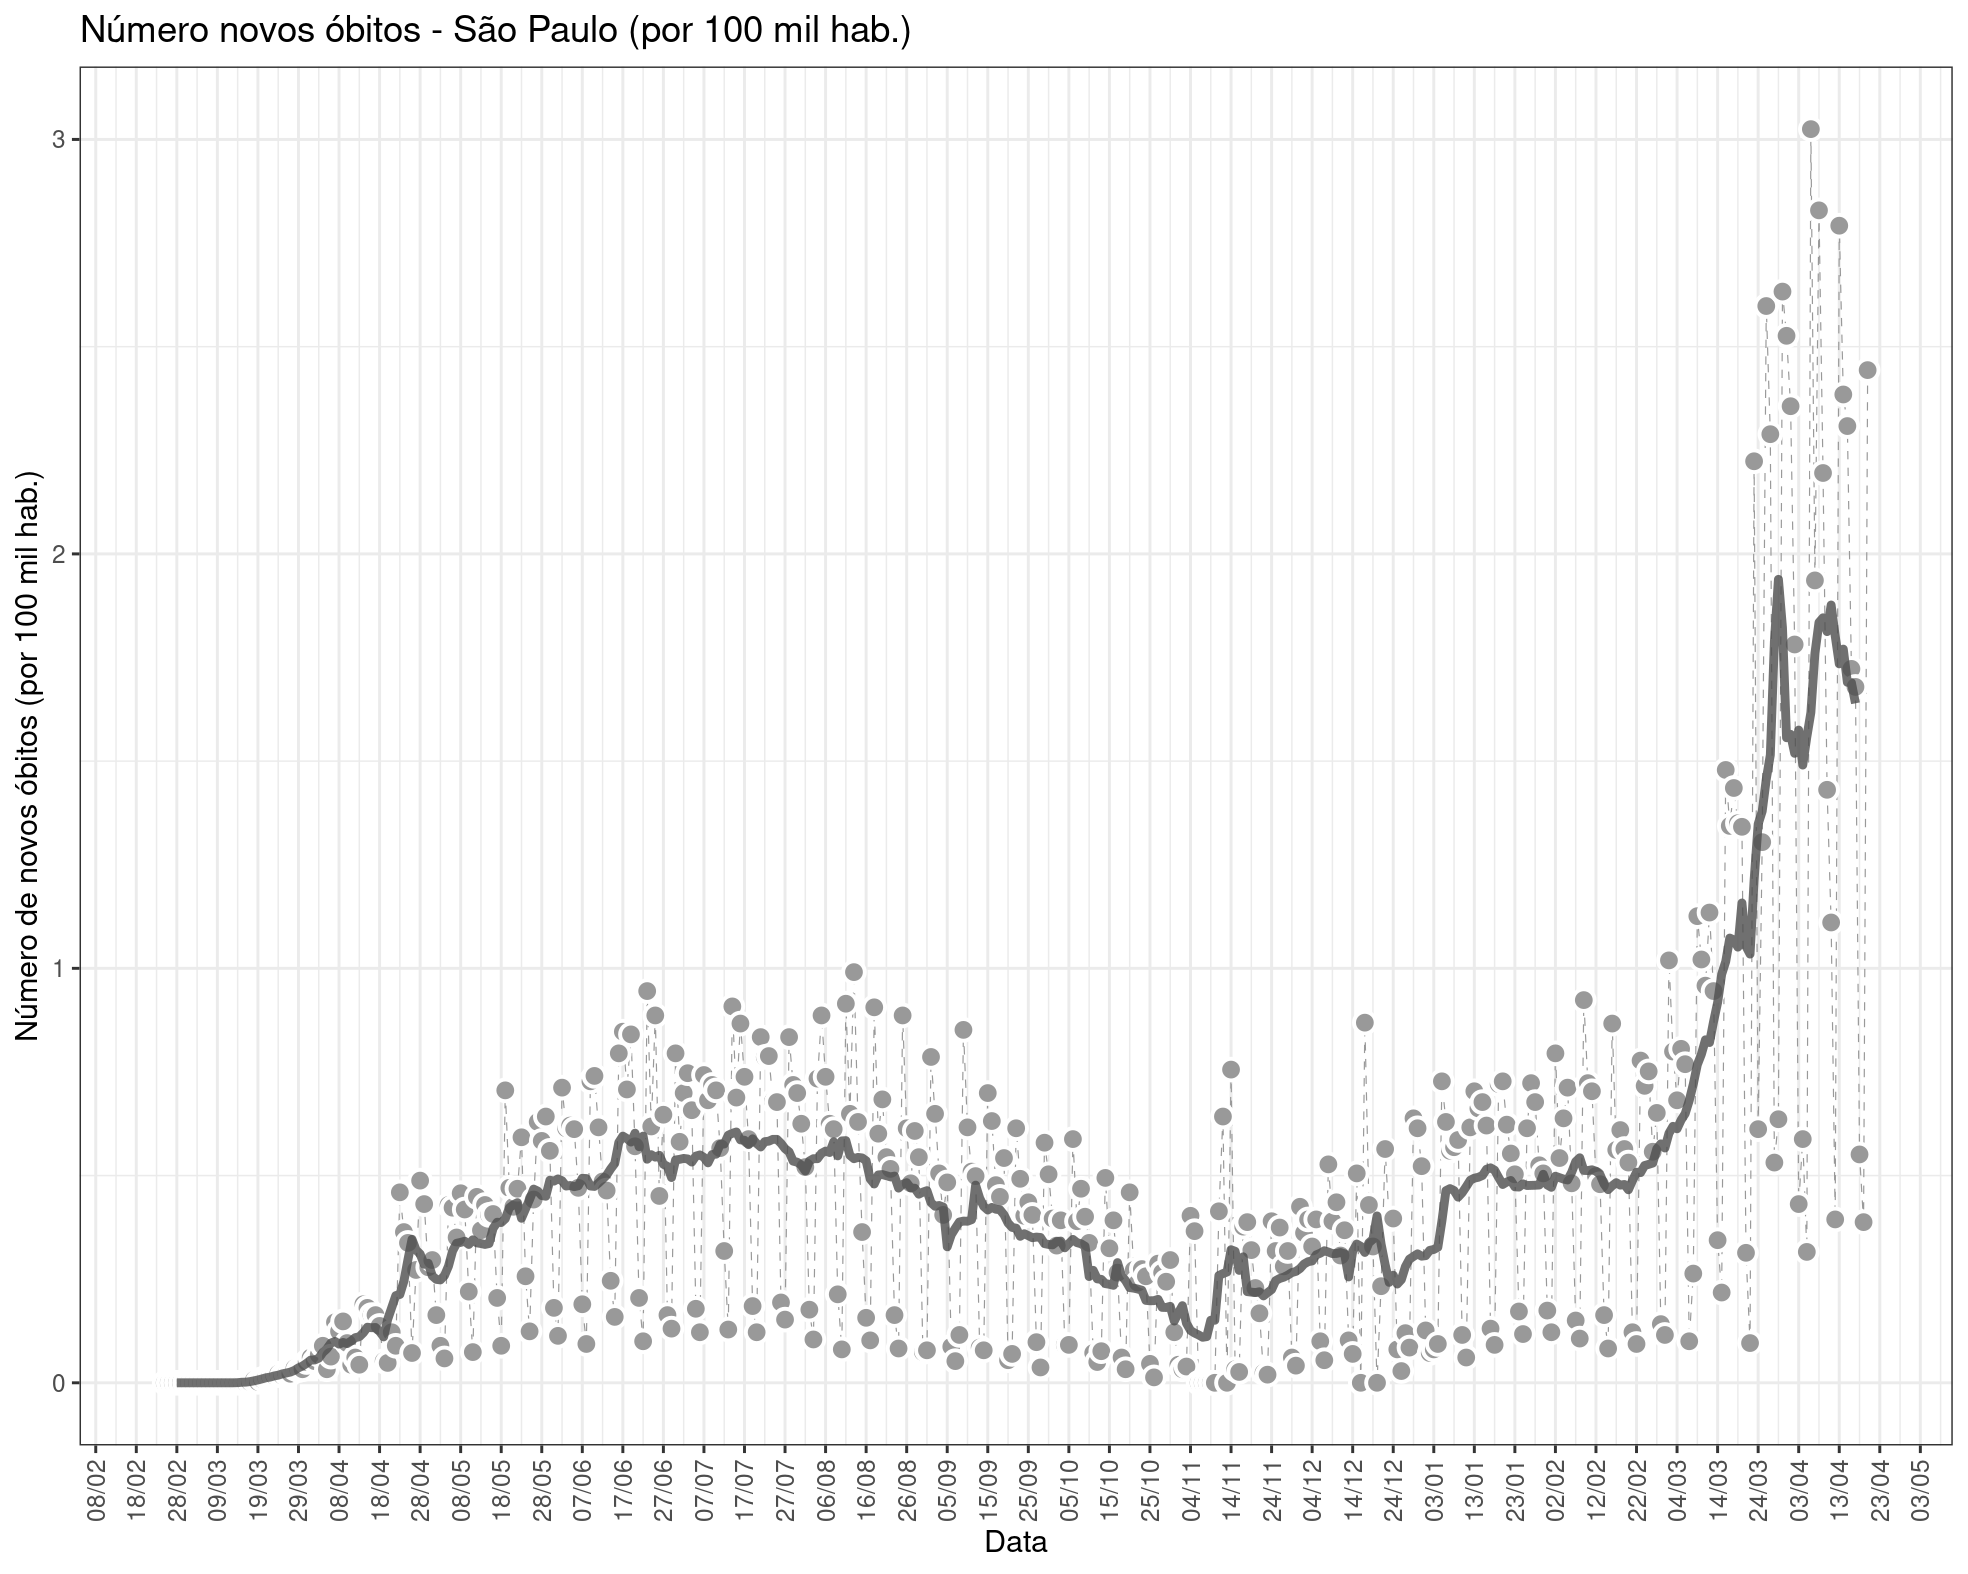 Número novos óbitos - São Paulo (por 100 mil hab.)
Número de novos óbitos (por 100 mil hab.)
3
2
1
0
08/02 18/02 28/02 09/03 19/03 29/03 08/04 18/04 28/04 08/05 18/05 28/05 07/06 17/06 27/06 07/07 17/07 27/07 06/08 16/08 26/08 05/09 15/09 25/09 05/10 15/10 25/10 04/11 14/11 24/11 04/12 14/12 24/12 03/01 13/01 23/01 02/02 12/02 22/02 04/03 14/03 24/03 03/04 13/04 23/04 03/05
Data